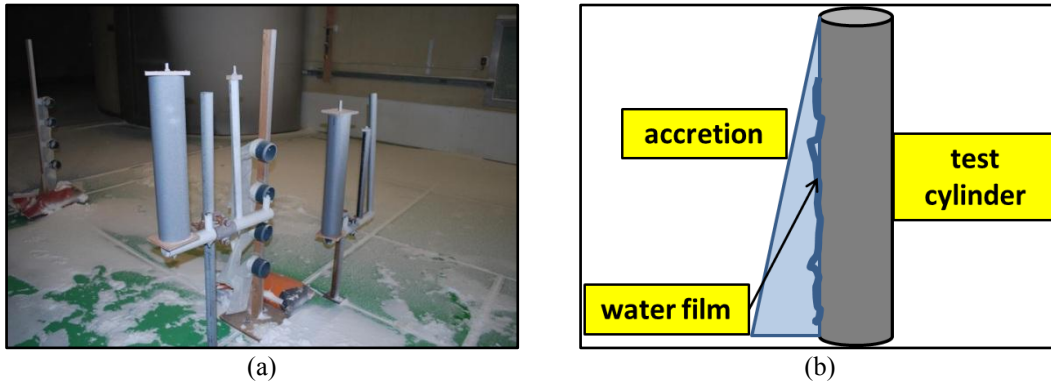 accretion
test
cylinder
water film
(a)
(b)